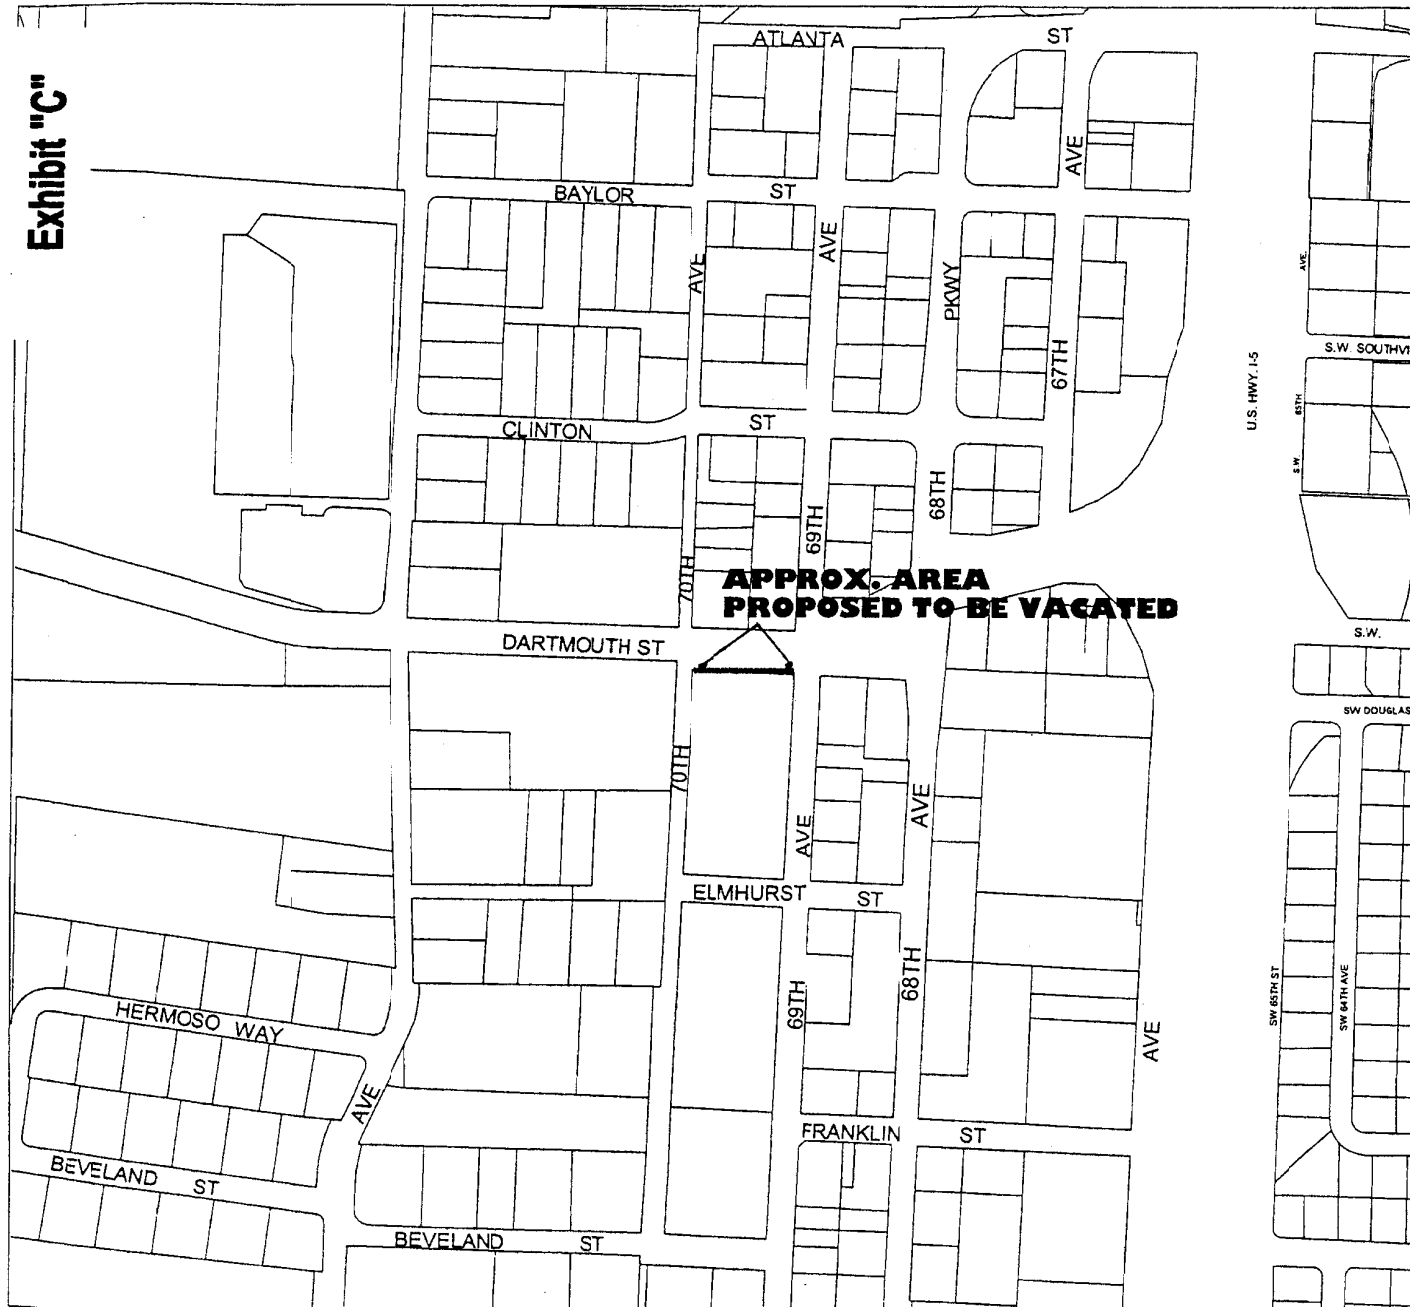 Exhibit "C"
ATLANTA ST
AVE
BAYLOR ST
AVE
AVE
PKWY
67TH
AVE.
S.W. SOUTHVI
U.S. HWY. I-5
65TH
S.W.
CLINTON ST
68TH
69TH
70TH
APPROX. AREA
PROPOSED TO BE VACATED
DARTMOUTH ST
S.W.
SW DOUGLAS
70TH
AVE
AVE
ELMHURST ST
69TH
68TH
AVE
SW 65TH ST
SW 64TH AVE
HERMOSO WAY
AVE
FRANKLIN ST
BEVELAND ST
BEVELAND ST